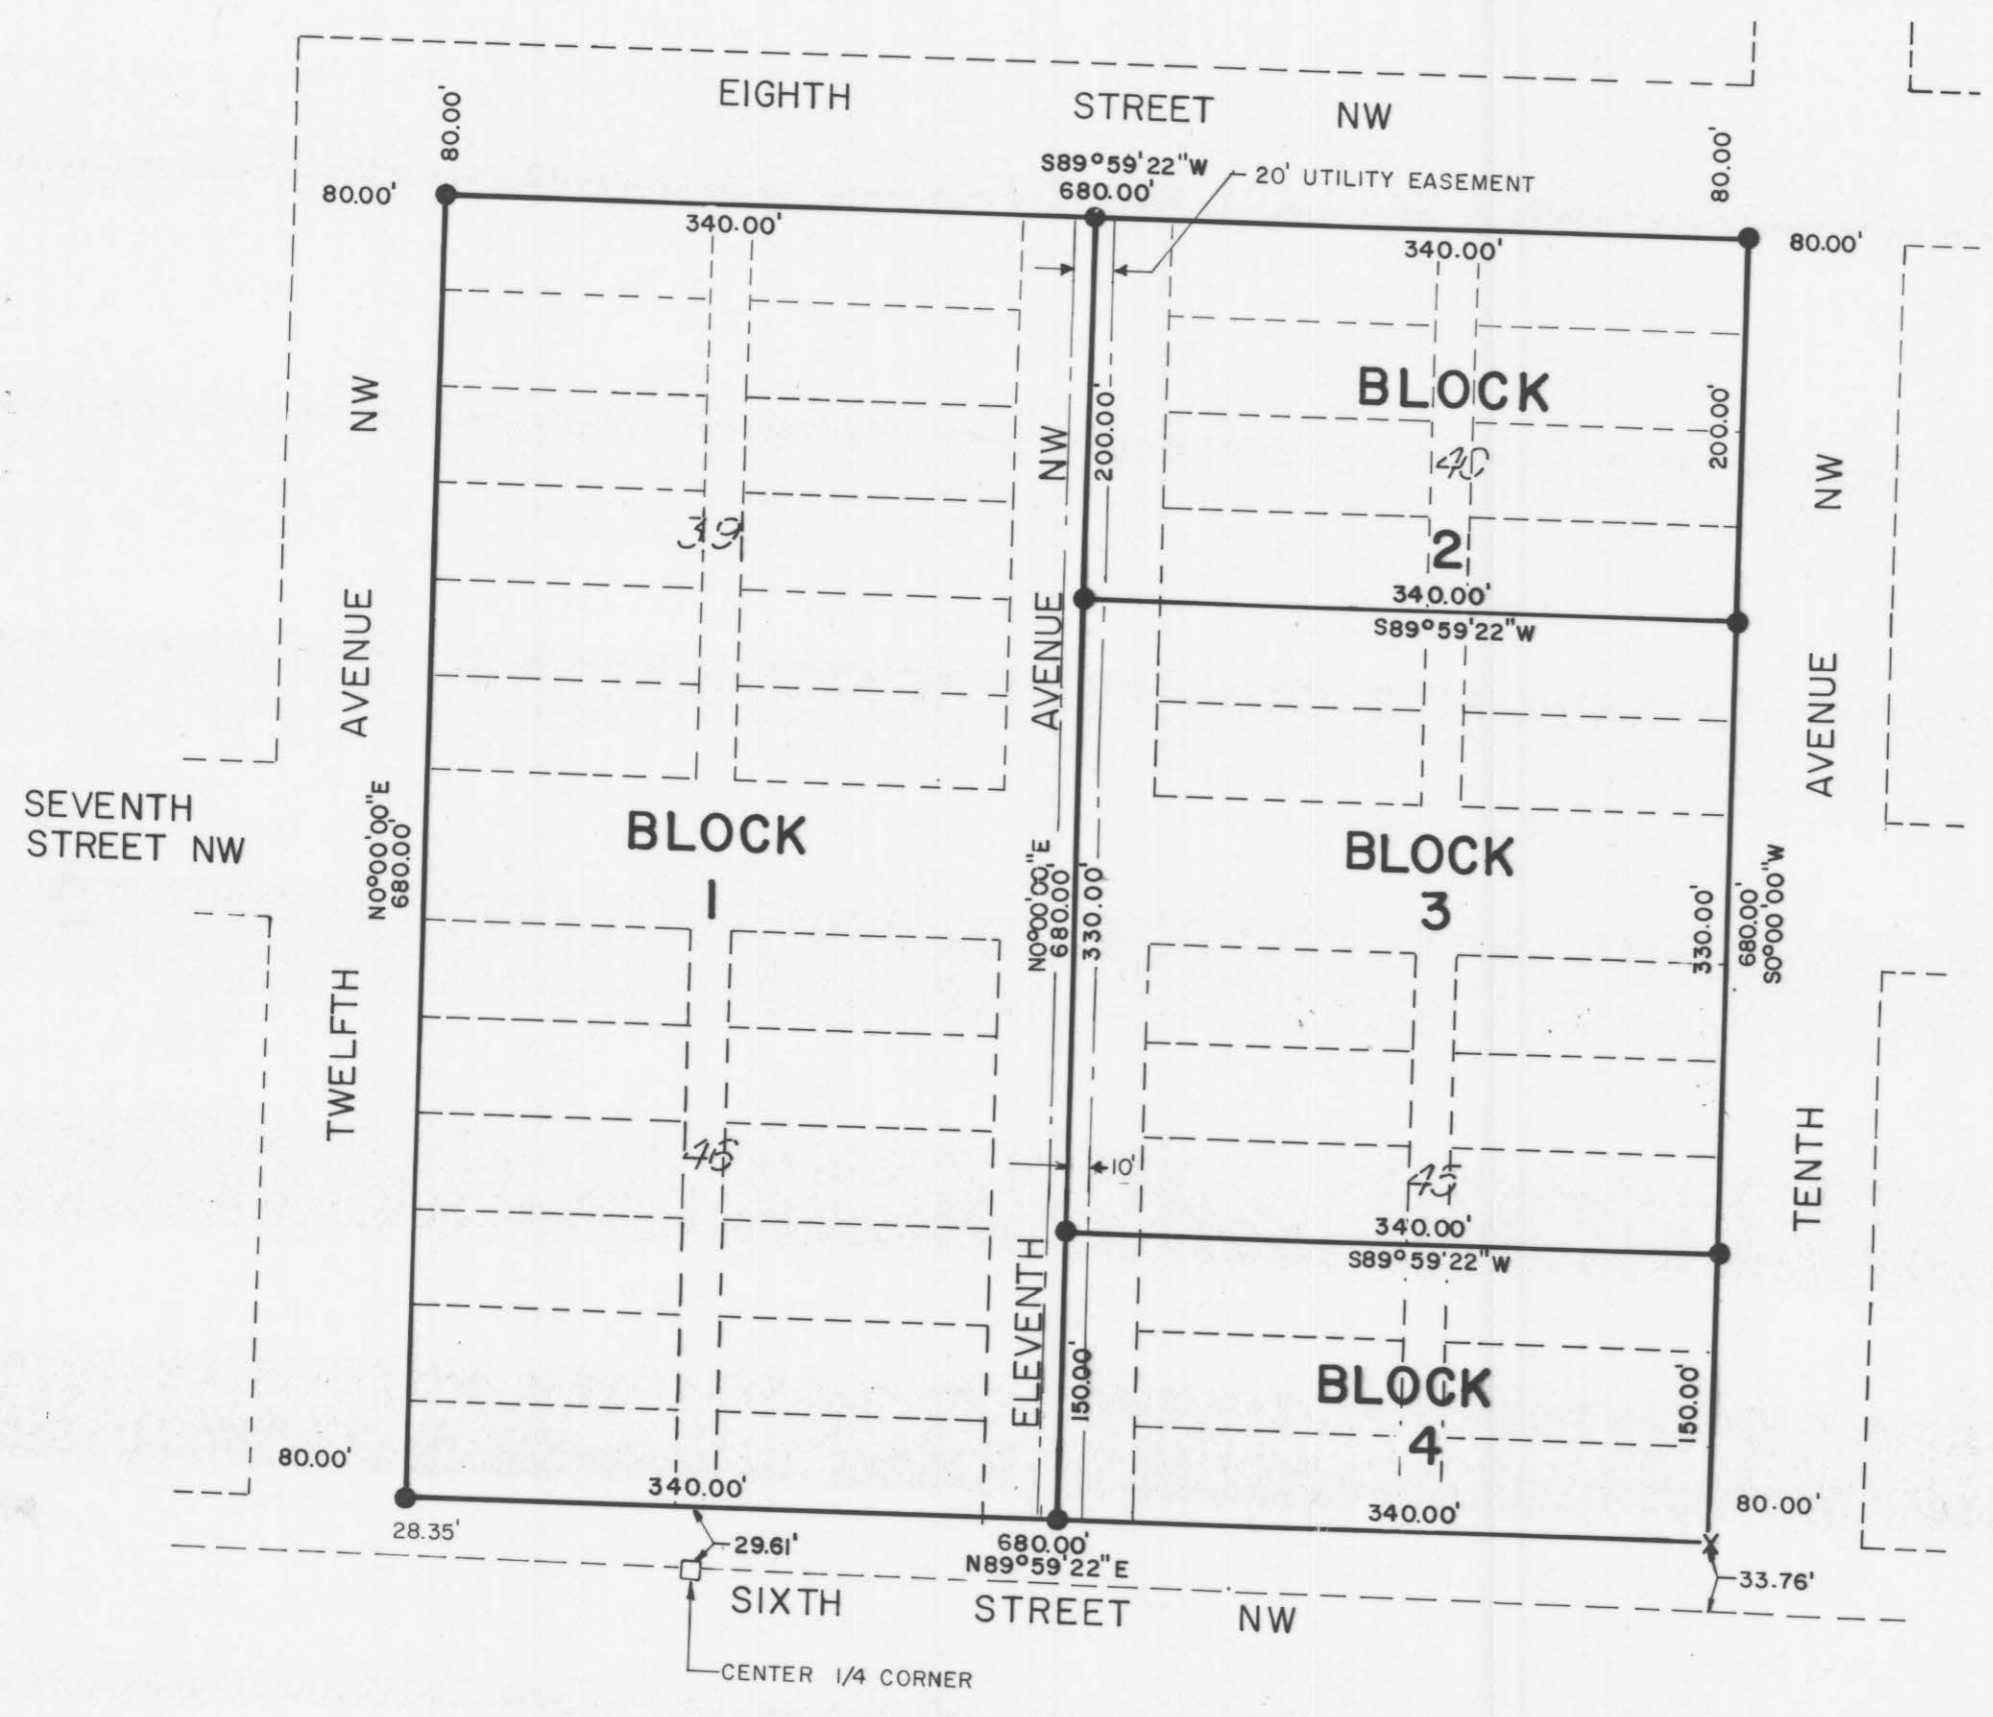 EIGHTH STREET NW
80.00'
80.00'
80.00'
S89°59'22"W
680.00'
20' UTILITY EASEMENT
340.00'
340.00'
80.00'
NW
AVENUE
TWELFTH
39
NW
AVENUE
ELEVENTH
200.00'
BLOCK
40
2
200.00'
NW
AVENUE
TENTH
340.00'
S89°59'22"W
SEVENTH
STREET NW
N0°00'00"E
680.00'
BLOCK
1
N0°00'00"E
680.00'
330.00'
BLOCK
3
330.00'
680.00'
S0°00'00"W
46
10'
45
340.00'
S89°59'22"W
150.00'
BLOCK
4
150.00'
80.00'
340.00'
340.00'
80.00'
28.35'
29.61'
680.00'
N89°59'22"E
33.76'
SIXTH STREET NW
CENTER 1/4 CORNER